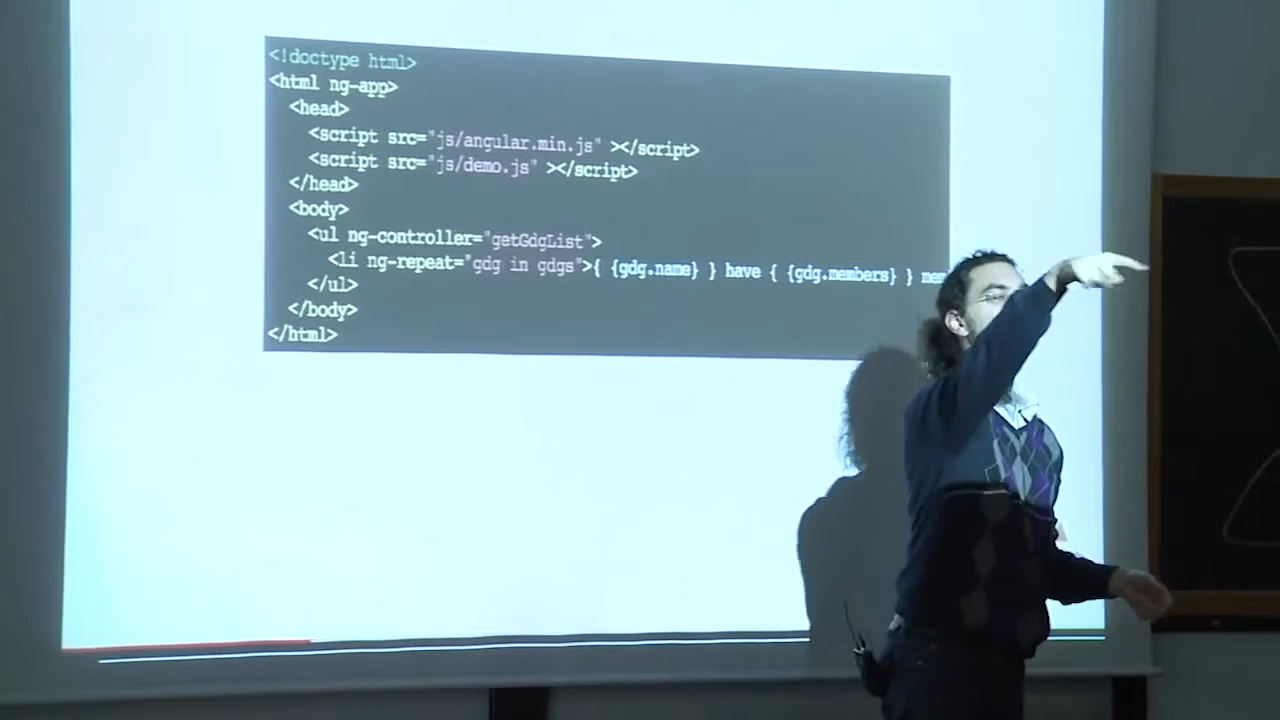 <!doctype html>
<html ng-app>
<head>
<script src="js/angular.min.js" ></script>
<script src="js/demo.js" ></script>
</head>
<body>
<ul ng-controller="getGdgList">
<li ng-repeat="gdg in gdgs">{ {gdg.name} } have { {gdg.members} }
</ul>
</body>
</html>